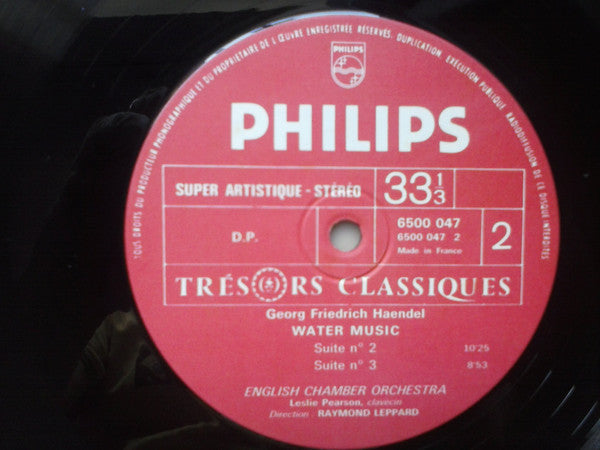 TOUS DROITS DU PRODUCTEUR PHONOGRAPHIQUE ET DU PROPRIETAIRE DE L'ŒUVRE ENREGISTRÉE RÉSERVÉS. DUPLICATION, EXÉCUTION PUBLIQUE, RADIODIFFUSION DE CE DISQUE INTERDITES
PHILIPS
PHILIPS
SUPER ARTISTIQUE - STÉRÉO
33 1/3
D.P.
6500 047
6500 047 2
Made in France
2
TRÉSORS CLASSIQUES
Georg Friedrich Haendel
WATER MUSIC
Suite n° 2 10'25
Suite n° 3 8'53
ENGLISH CHAMBER ORCHESTRA
Leslie Pearson, clavecin
Direction : RAYMOND LEPPARD